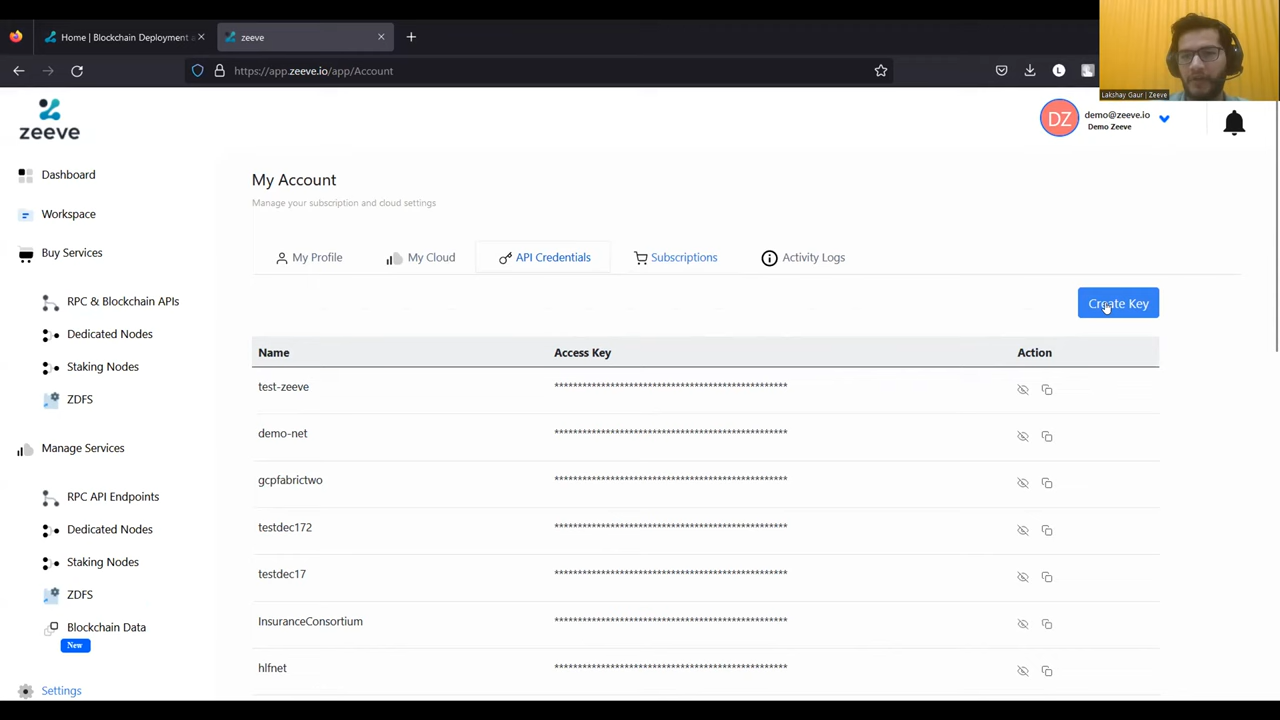 Home | Blockchain Deployment
zeeve
https://app.zeeve.io/app/Account
L
Lakshay Gaur | Zeeve
zeeve
DZ
demo@zeeve.io
Demo Zeeve
Dashboard
Workspace
Buy Services
RPC & Blockchain APIs
Dedicated Nodes
Staking Nodes
ZDFS
Manage Services
RPC API Endpoints
Dedicated Nodes
Staking Nodes
ZDFS
Blockchain Data
New
Settings
My Account
Manage your subscription and cloud settings
My Profile
My Cloud
API Credentials
Subscriptions
Activity Logs
Create Key
Name Access Key Action
test-zeeve ************************************************
demo-net ************************************************
gcpfabrictwo ************************************************
testdec172 ************************************************
testdec17 ************************************************
InsuranceConsortium ************************************************
hlfnet ************************************************